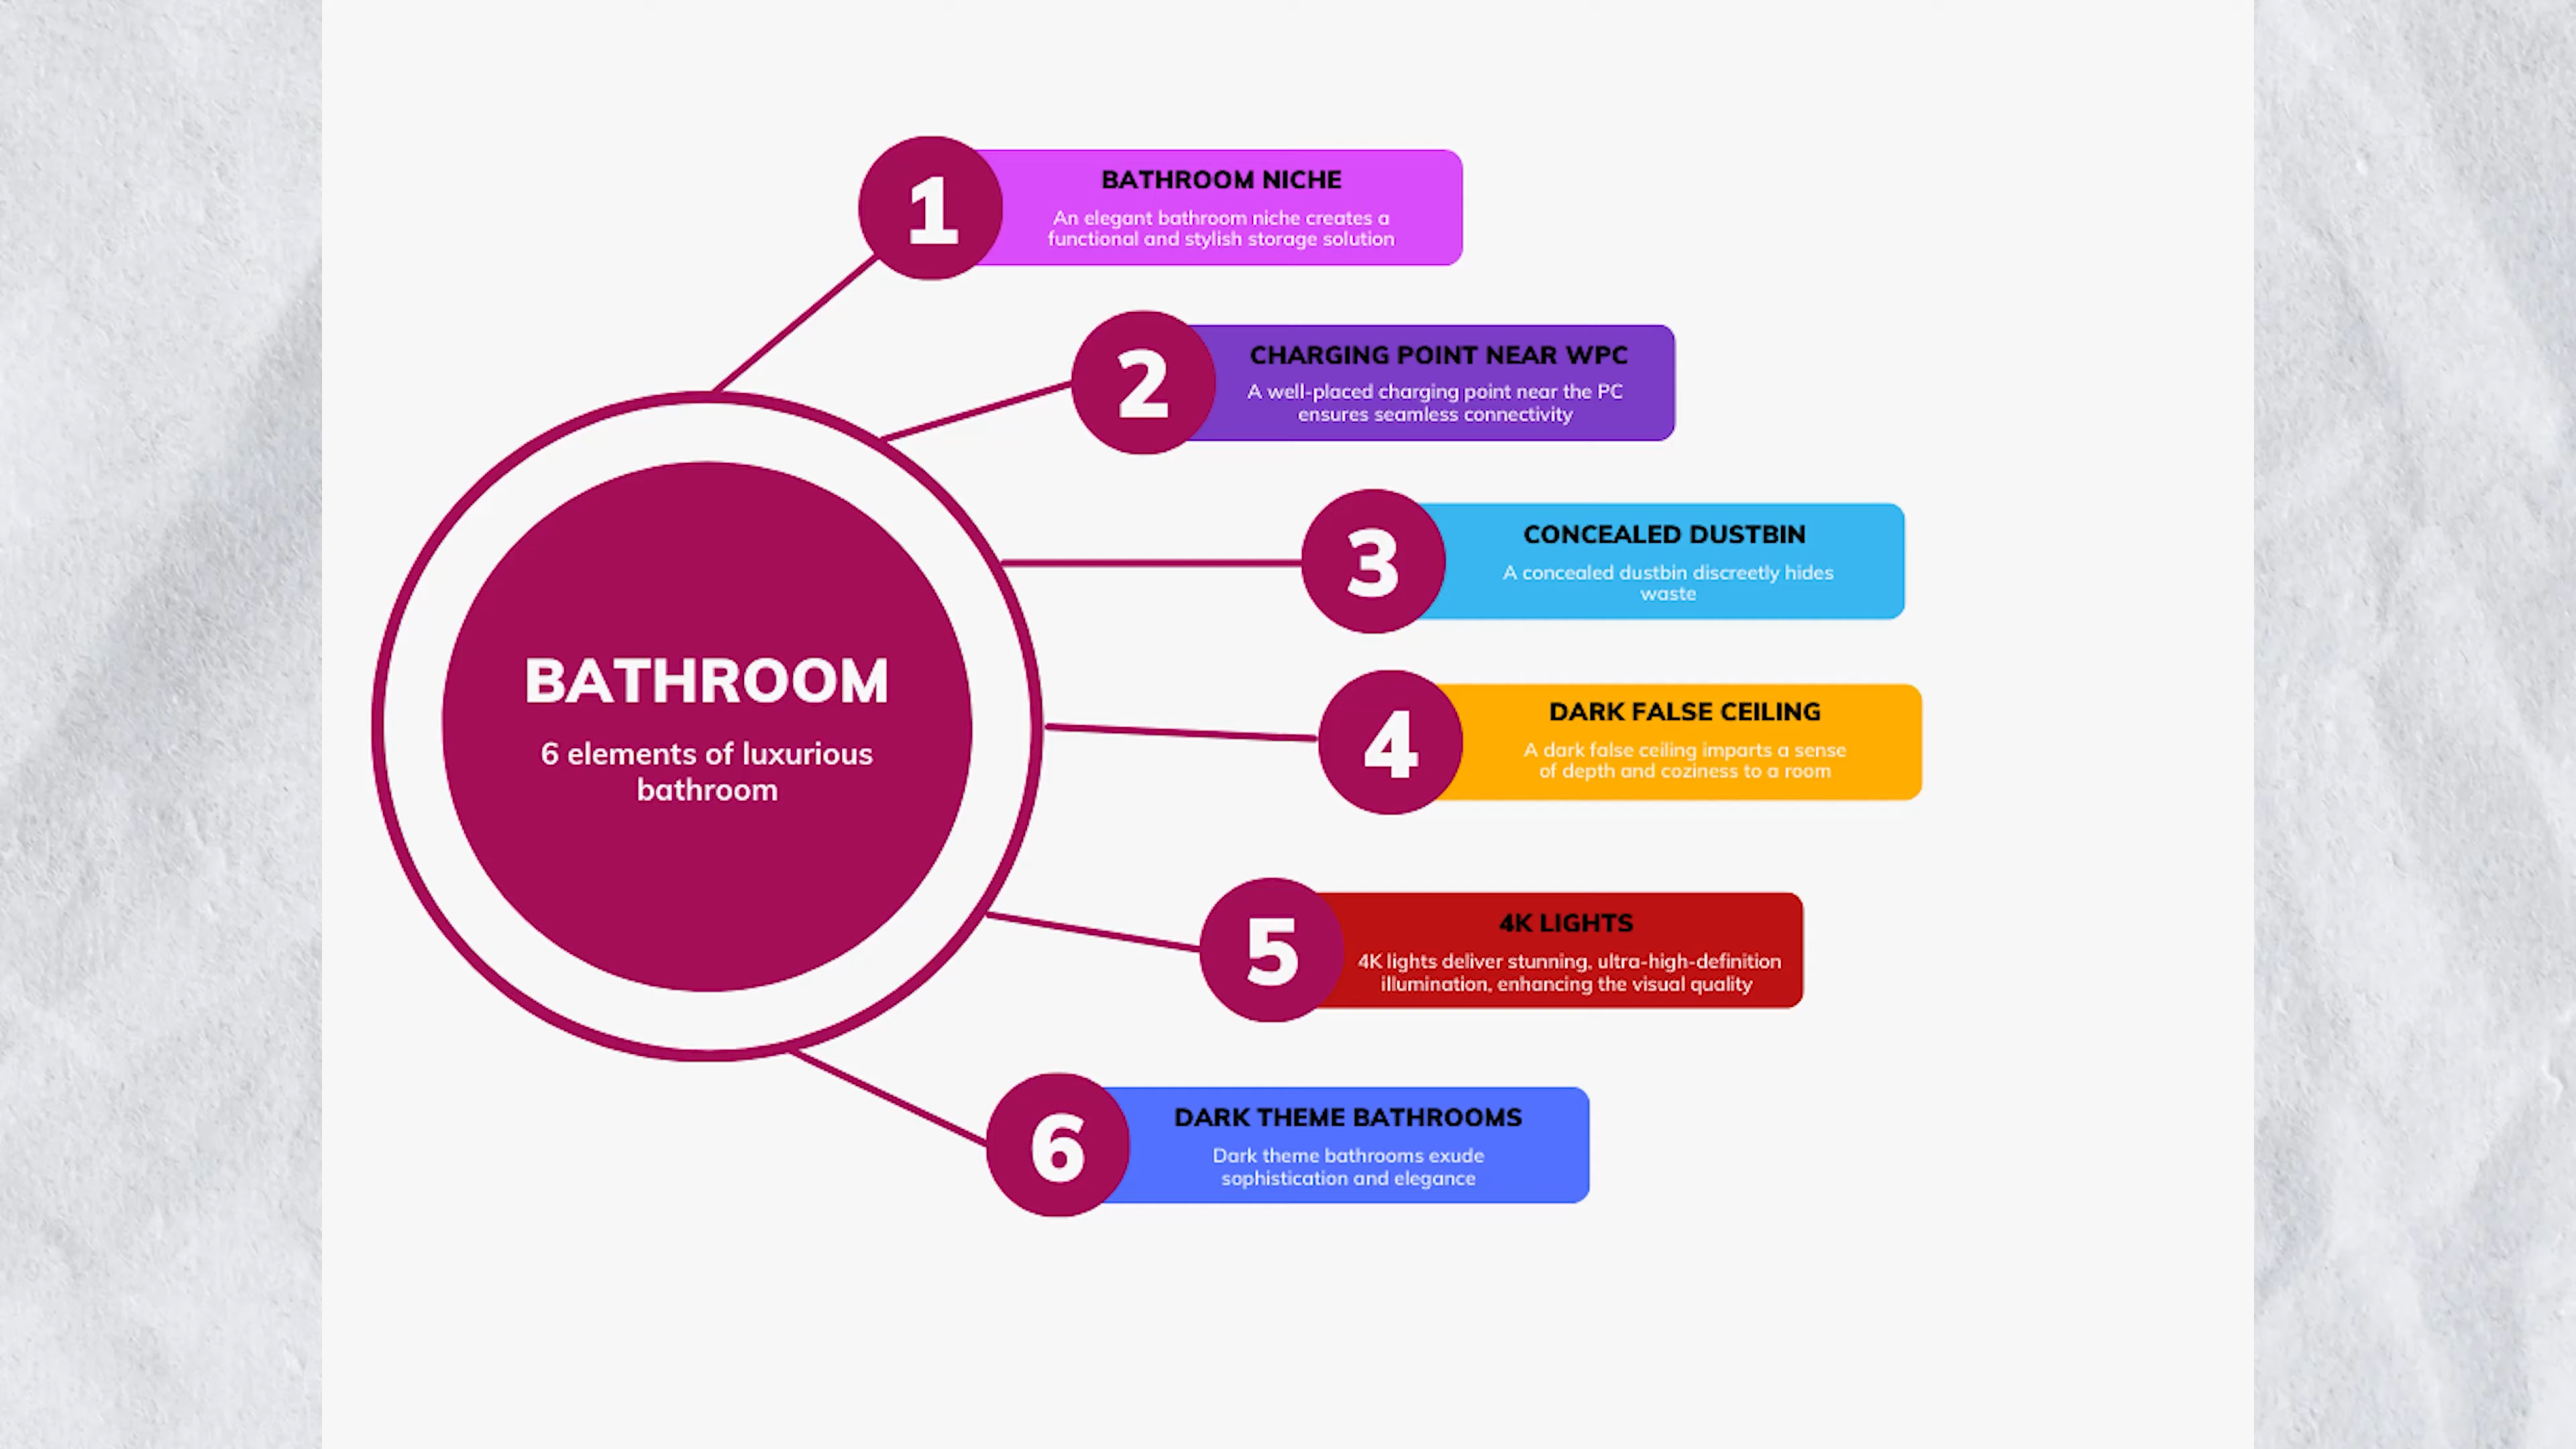 1
BATHROOM NICHE
An elegant bathroom niche creates a
functional and stylish storage solution
2
CHARGING POINT NEAR WPC
A well-placed charging point near the PC
ensures seamless connectivity
3
CONCEALED DUSTBIN
A concealed dustbin discreetly hides
waste
BATHROOM
6 elements of luxurious
bathroom
4
DARK FALSE CEILING
A dark false ceiling imparts a sense
of depth and coziness to a room
5
4K LIGHTS
4K lights deliver stunning, ultra-high-definition
illumination, enhancing the visual quality
6
DARK THEME BATHROOMS
Dark theme bathrooms exude
sophistication and elegance